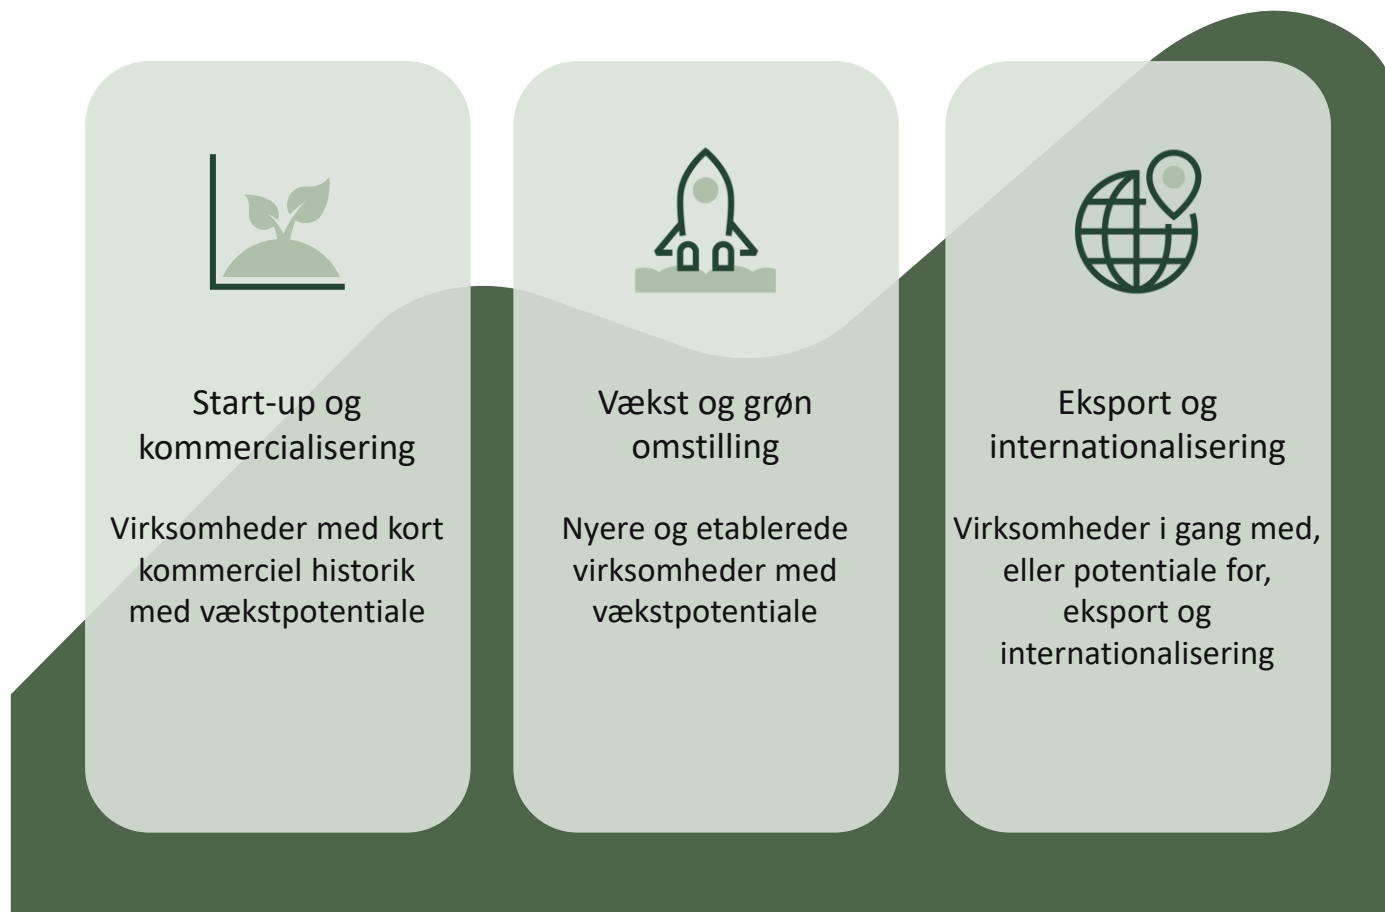 Start-up og
kommercialisering
Virksomheder med kort
kommerciel historik
med vækstpotentiale
Vækst og grøn
omstilling
Nyere og etablerede
virksomheder med
vækstpotentiale
Eksport og
internationalisering
Virksomheder i gang med,
eller potentiale for,
eksport og
internationalisering